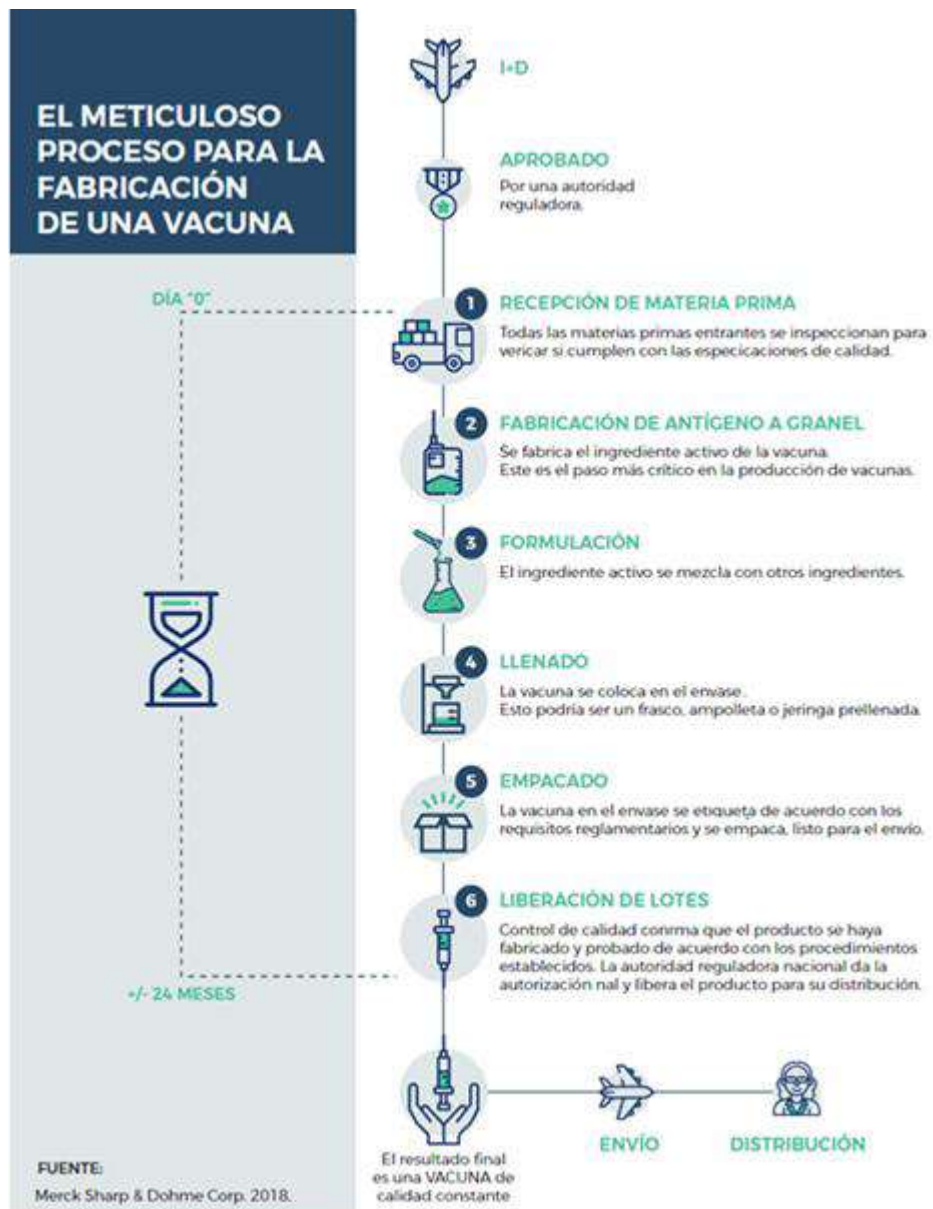 EL METICULOSO
PROCESO PARA LA
FABRICACIÓN
DE UNA VACUNA
I+D
APROBADO
Por una autoridad
reguladora.
DÍA "0"
1
RECEPCIÓN DE MATERIA PRIMA
Todas las materias primas entrantes se inspeccionan para
vericar si cumplen con las especicaciones de calidad.
2
FABRICACIÓN DE ANTÍGENO A GRANEL
Se fabrica el ingrediente activo de la vacuna.
Este es el paso más crítico en la producción de vacunas.
3
FORMULACIÓN
El ingrediente activo se mezcla con otros ingredientes.
4
LLENADO
La vacuna se coloca en el envase.
Esto podría ser un frasco, ampolleta o jeringa prellenada.
5
EMPACADO
La vacuna en el envase se etiqueta de acuerdo con los
requisitos reglamentarios y se empaca, listo para el envío.
6
LIBERACIÓN DE LOTES
Control de calidad conrma que el producto se haya
fabricado y probado de acuerdo con los procedimientos
establecidos. La autoridad reguladora nacional da la
autorización nal y libera el producto para su distribución.
+/- 24 MESES
El resultado final
es una VACUNA de
calidad constante
ENVÍO
DISTRIBUCIÓN
FUENTE:
Merck Sharp & Dohme Corp. 2018.